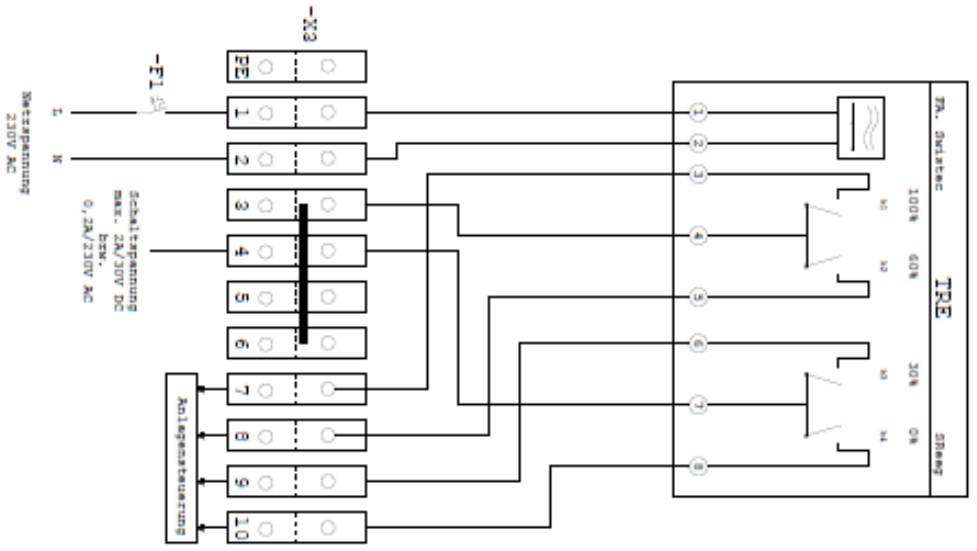 -X3
PE
1
2
3
4
5
6
7
8
9
10
-F1
L
N
Netzspannung
230V AC
Schaltspannung
max. 2A/30V DC
bzw.
0,2A/230V AC
Anlagensteuerung
1
2
3
4
5
6
7
8
FA. Swistec
TRE
SReeg
100%
60%
30%
0%
k1
k2
k3
k4